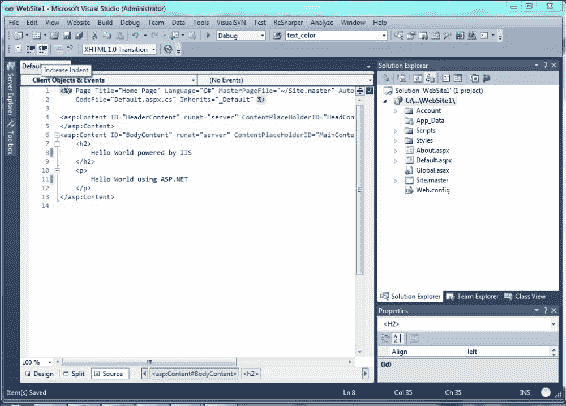 WebSite1 - Microsoft Visual Studio (Administrator)
File Edit View Website Build Debug Team Data Tools VisualSVN Test ReSharper Analyze Window Help
Debug text_color
XHTML 1.0 Transition
Server Explorer Toolbox
Default
Increase Indent
Client Objects & Events (No Events)
1 <%@ Page Title="Home Page" Language="C#" MasterPageFile="~/Site.master" Auto
2 CodeFile="Default.aspx.cs" Inherits="_Default" %>
3
4 <asp:Content ID="HeaderContent" runat="server" ContentPlaceHolderID="HeadCon
5 </asp:Content>
6 <asp:Content ID="BodyContent" runat="server" ContentPlaceHolderID="MainConte
7 <h2>
8 Hello World powered by IIS
9 </h2>
10 <p>
11 Hello World using ASP.NET
12 </p>
13 </asp:Content>
14
100 %
Design Split Source <asp:Content#BodyContent> <h2>
Solution Explorer
Solution 'WebSite1' (1 project)
C:\...\WebSite1\
Account
App_Data
Scripts
Styles
About.aspx
Default.aspx
Global.asax
Site.master
Web.config
Solution Explorer Team Explorer Class View
Properties
<H2>
Align left
(Id)
Item(s) Saved Ln 8 Col 35 Ch 35 INS